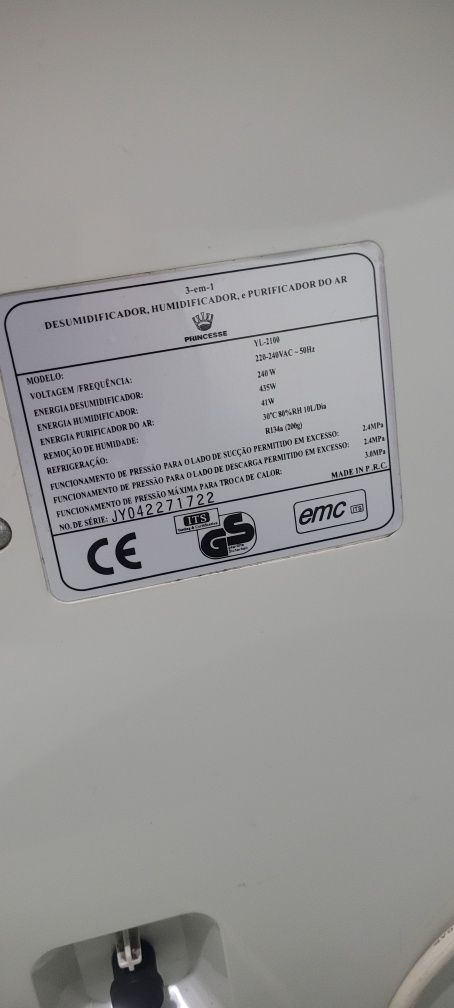 3-em-1
DESUMIDIFICADOR, HUMIDIFICADOR, e PURIFICADOR DO AR
PRINCESSE
MODELO: YL-2100
VOLTAGEM /FREQUÊNCIA: 220-240VAC ~ 50Hz
ENERGIA DESUMIDIFICADOR: 240 W
ENERGIA HUMIDIFICADOR: 435W
ENERGIA PURIFICADOR DO AR: 41W
REMOÇÃO DE HUMIDADE: 30°C 80%RH 10L/Dia
REFRIGERAÇÃO: R134a (200g)
FUNCIONAMENTO DE PRESSÃO PARA O LADO DE SUCÇÃO PERMITIDO EM EXCESSO: 2.4MPa
FUNCIONAMENTO DE PRESSÃO PARA O LADO DE DESCARGA PERMITIDO EM EXCESSO: 2.4MPa
FUNCIONAMENTO DE PRESSÃO MÁXIMA PARA TROCA DE CALOR: 3.0MPa
NO. DE SÉRIE: JY042271722 MADE IN P.R.C.
CE
ITS
GS
emc ITS